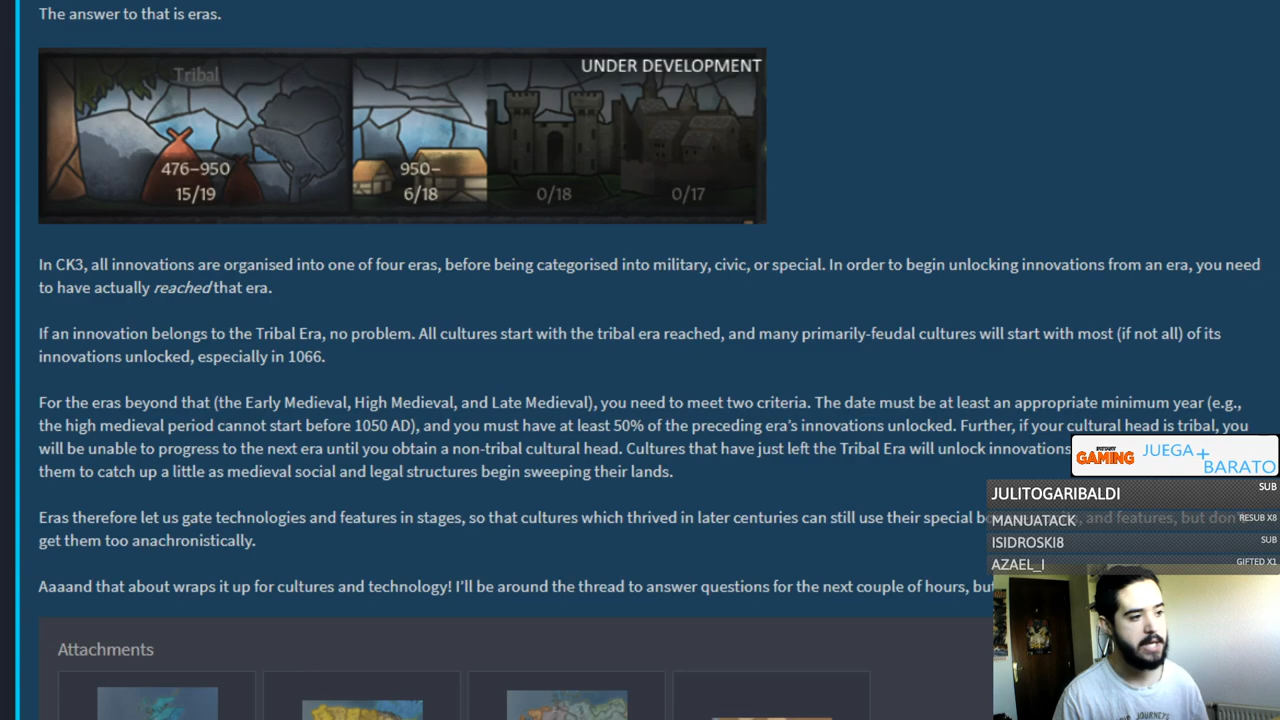 The answer to that is eras.
UNDER DEVELOPMENT
Tribal
476–950
15/19
950–
6/18
0/18
0/17
In CK3, all innovations are organised into one of four eras, before being categorised into military, civic, or special. In order to begin unlocking innovations from an era, you need
to have actually reached that era.
If an innovation belongs to the Tribal Era, no problem. All cultures start with the tribal era reached, and many primarily-feudal cultures will start with most (if not all) of its
innovations unlocked, especially in 1066.
For the eras beyond that (the Early Medieval, High Medieval, and Late Medieval), you need to meet two criteria. The date must be at least an appropriate minimum year (e.g.,
the high medieval period cannot start before 1050 AD), and you must have at least 50% of the preceding era's innovations unlocked. Further, if your cultural head is tribal, you
will be unable to progress to the next era until you obtain a non-tribal cultural head. Cultures that have just left the Tribal Era will unlock innovations
them to catch up a little as medieval social and legal structures begin sweeping their lands.
Eras therefore let us gate technologies and features in stages, so that cultures which thrived in later centuries can still use their special and features, but don't
get them too anachronistically.
Aaaand that about wraps it up for cultures and technology! I'll be around the thread to answer questions for the next couple of hours, but
Attachments
GAMING
JUEGA+
BARATO
JULITOGARIBALDI SUB
MANUATACK RESUB X8
ISIDROSKI8 SUB
AZAEL_I GIFTED X1